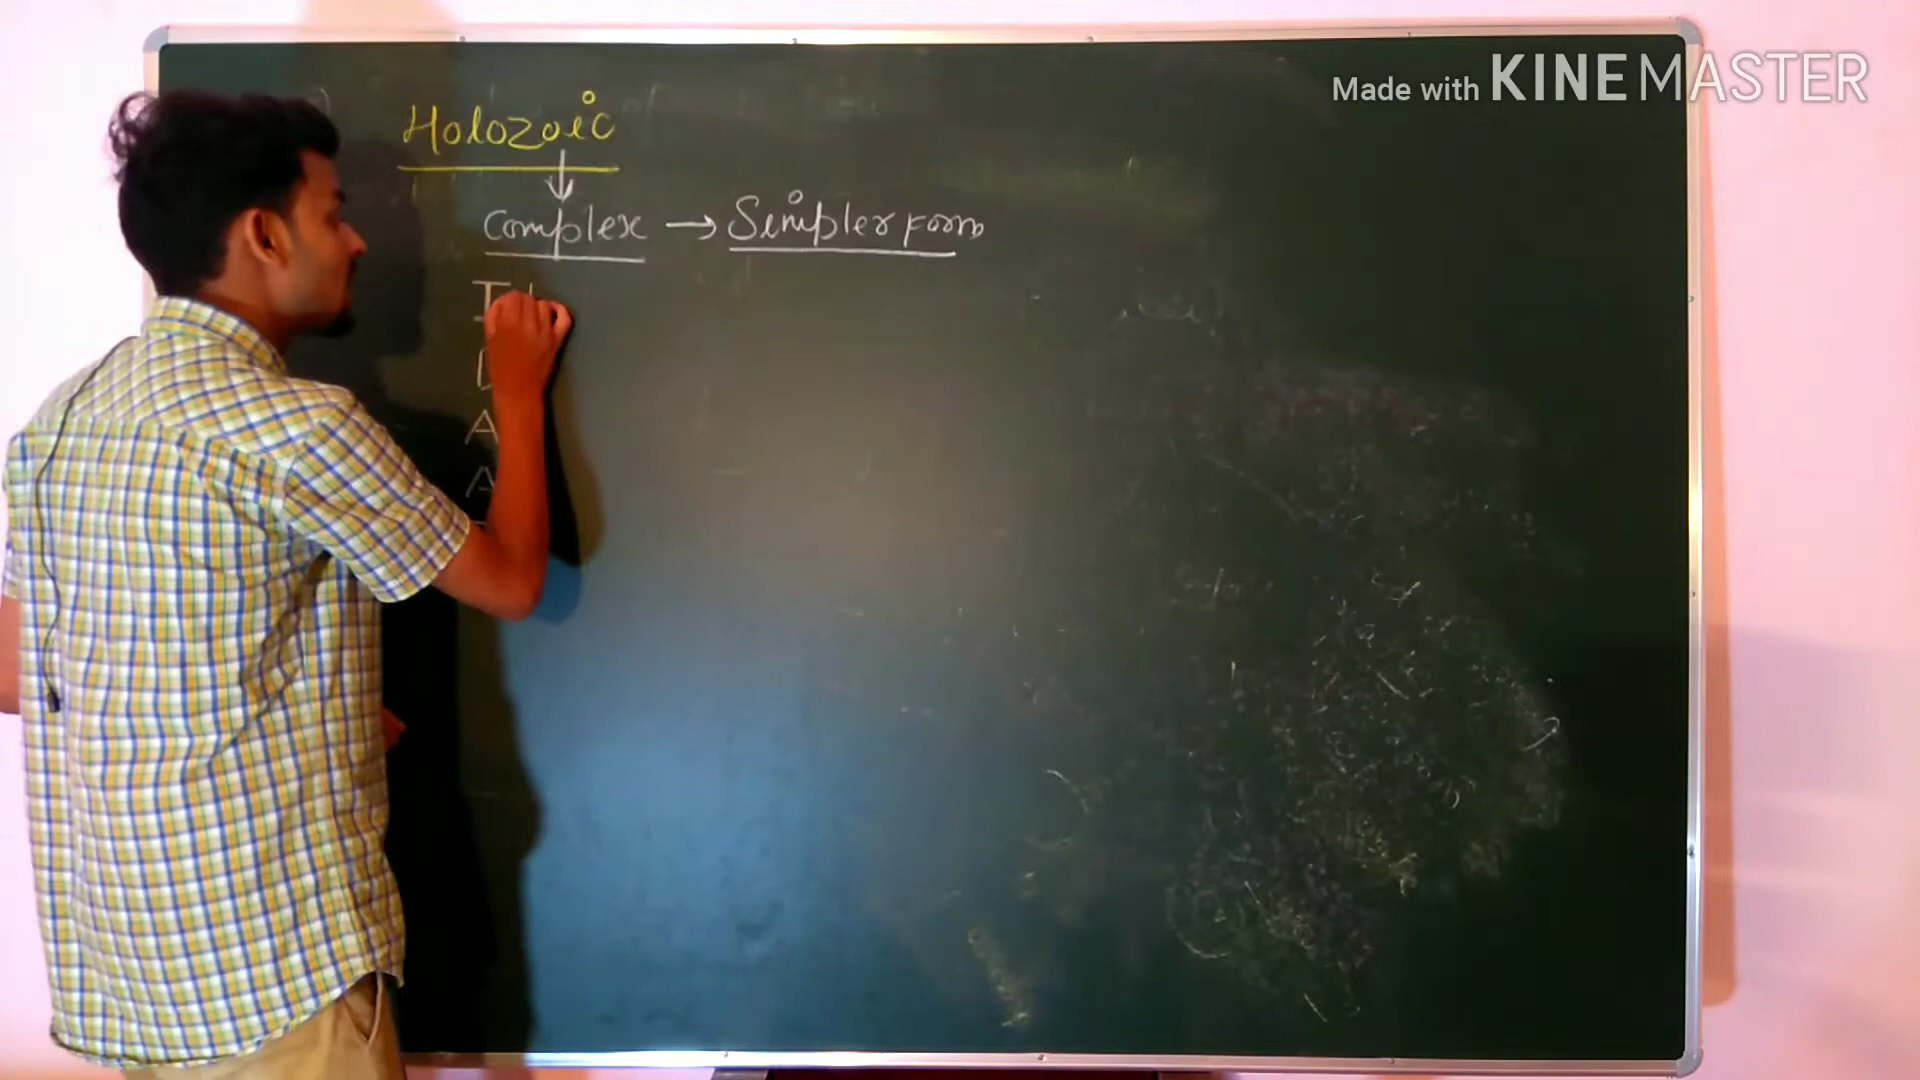 Made with KINEMASTER
Holozoic
↓
Complex → Simpler form
I
D
A
A